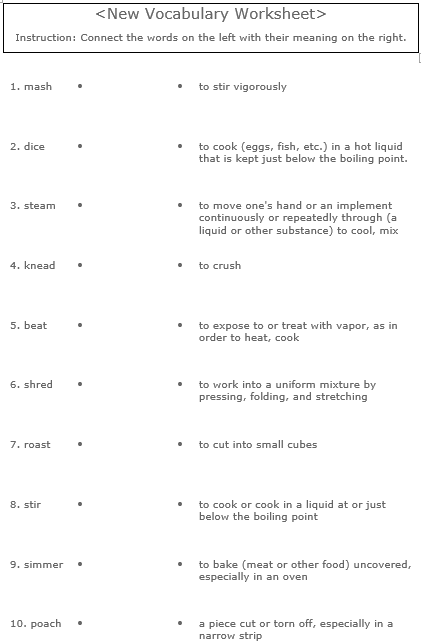 <New Vocabulary Worksheet>
Instruction: Connect the words on the left with their meaning on the right.
1. mash • • to stir vigorously
2. dice • • to cook (eggs, fish, etc.) in a hot liquid
that is kept just below the boiling point.
3. steam • • to move one's hand or an implement
continuously or repeatedly through (a
liquid or other substance) to cool, mix
4. knead • • to crush
5. beat • • to expose to or treat with vapor, as in
order to heat, cook
6. shred • • to work into a uniform mixture by
pressing, folding, and stretching
7. roast • • to cut into small cubes
8. stir • • to cook or cook in a liquid at or just
below the boiling point
9. simmer • • to bake (meat or other food) uncovered,
especially in an oven
10. poach • • a piece cut or torn off, especially in a
narrow strip